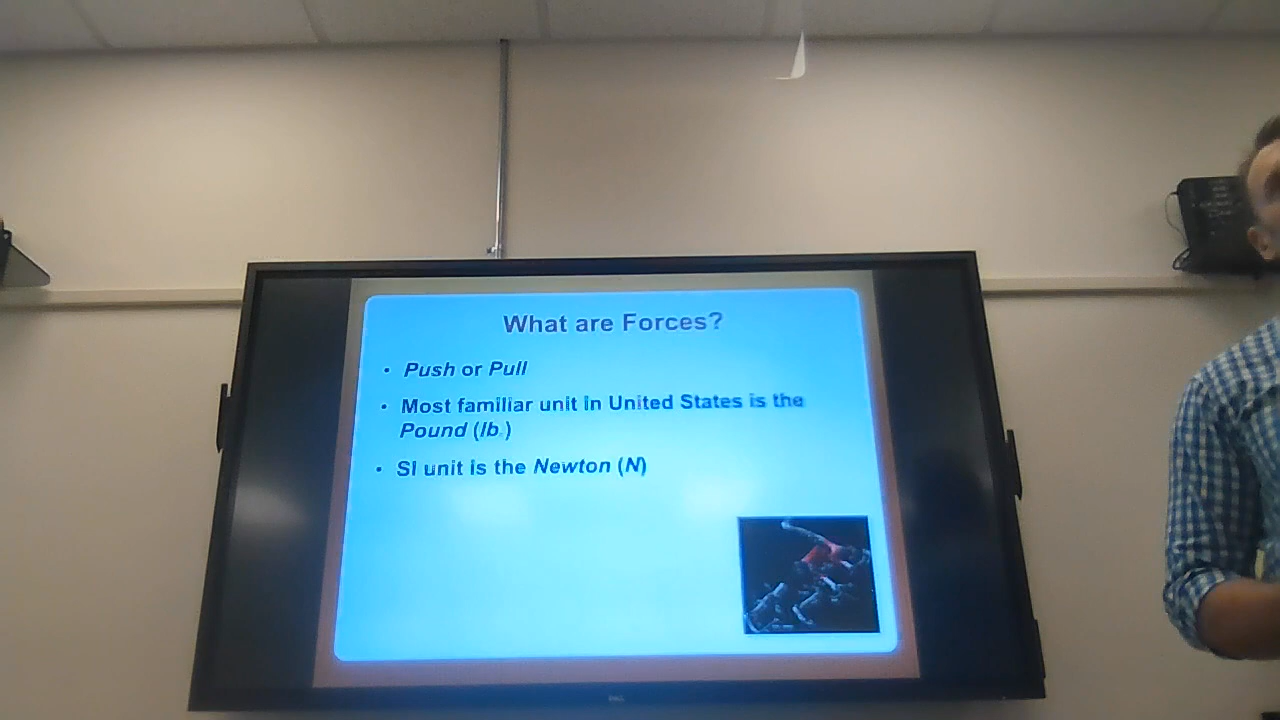 What are Forces?
• Push or Pull
• Most familiar unit in United States is the
Pound (lb.)
• SI unit is the Newton (N)